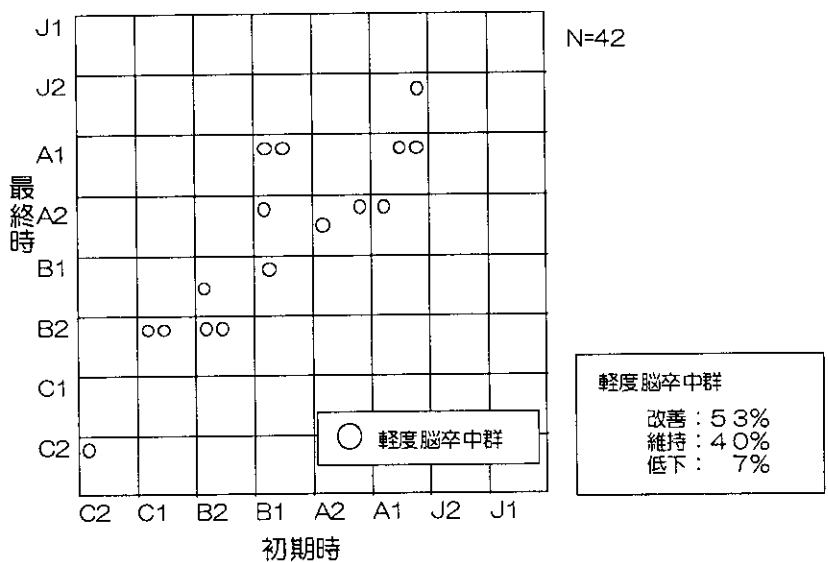 J1
N=42
J2
A1
最終時
A2
B1
B2
C1
C2
軽度脳卒中群
軽度脳卒中群
改善:53%
維持:40%
低下: 7%
C2 C1 B2 B1 A2 A1 J2 J1
初期時